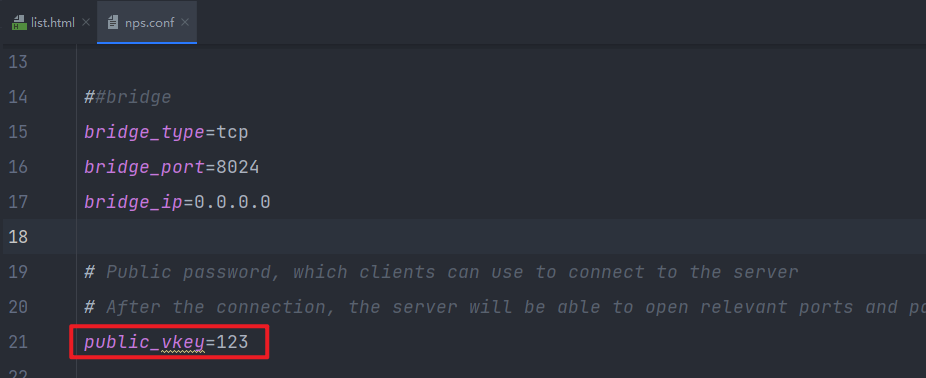 list.html
nps.conf
13
14 ##bridge
15 bridge_type=tcp
16 bridge_port=8024
17 bridge_ip=0.0.0.0
18
19 # Public password, which clients can use to connect to the server
20 # After the connection, the server will be able to open relevant ports and
21 public_vkey=123
22